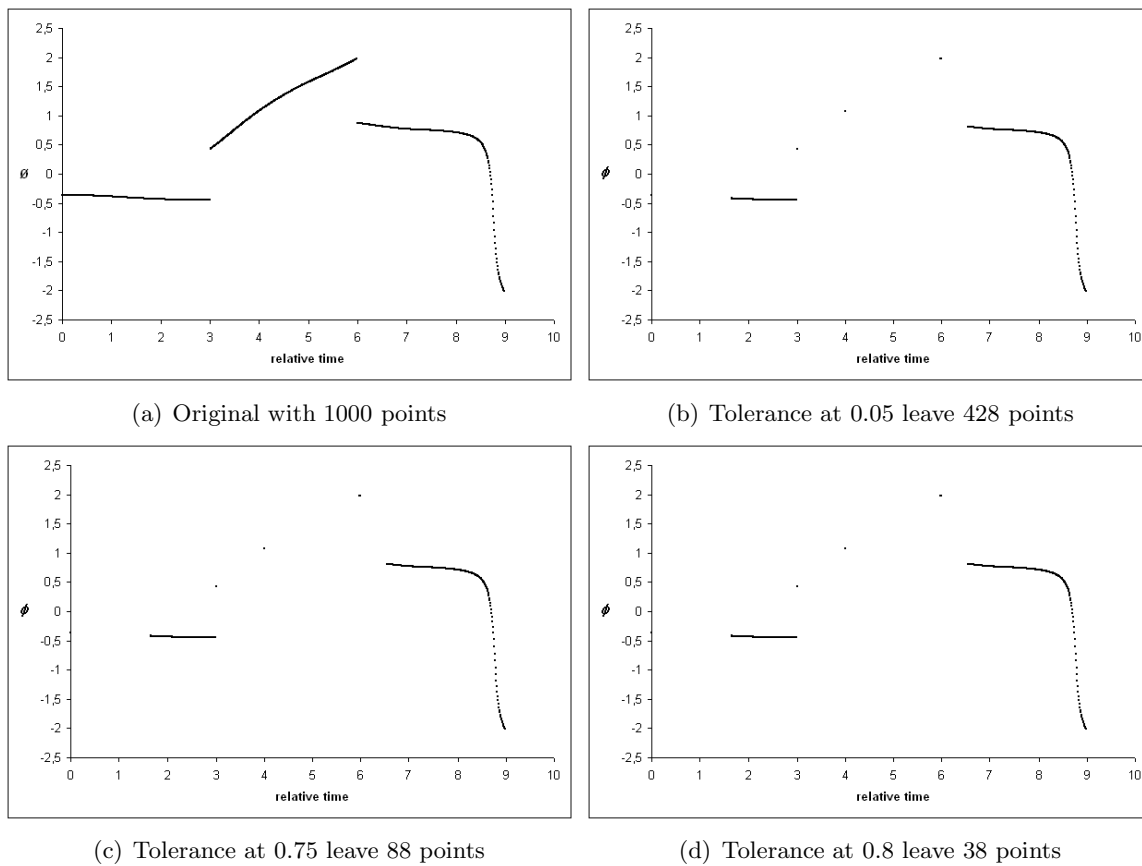 2,5
2
1,5
1
0,5
0
-0,5
-1
-1,5
-2
-2,5
ø
0 1 2 3 4 5 6 7 8 9 10
relative time
(a) Original with 1000 points
2,5
2
1,5
1
0,5
0
-0,5
-1
-1,5
-2
-2,5
ϕ
0 1 2 3 4 5 6 7 8 9 10
relative time
(b) Tolerance at 0.05 leave 428 points
2,5
2
1,5
1
0,5
0
-0,5
-1
-1,5
-2
-2,5
ϕ
0 1 2 3 4 5 6 7 8 9 10
relative time
(c) Tolerance at 0.75 leave 88 points
2,5
2
1,5
1
0,5
0
-0,5
-1
-1,5
-2
-2,5
ϕ
0 1 2 3 4 5 6 7 8 9 10
relative time
(d) Tolerance at 0.8 leave 38 points